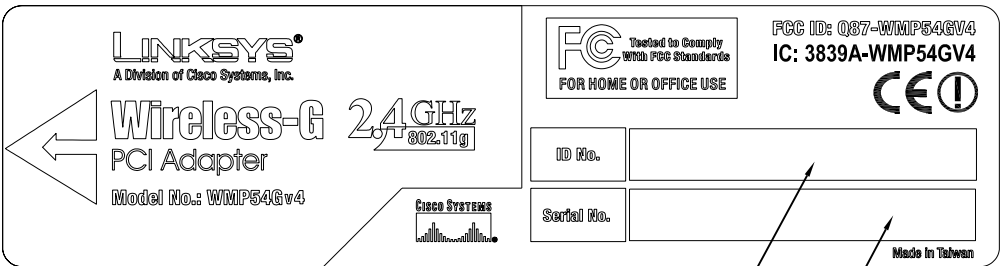 LINKSYS®
A Division of Cisco Systems, Inc.
Wireless-G
PCI Adapter
Model No.: WMP54Gv4
2.4GHz
802.11g
CISCO SYSTEMS
FC Tested to Comply
With FCC Standards
FOR HOME OR OFFICE USE
FCC ID: Q87-WMP54GV4
IC: 3839A-WMP54GV4
CE!
ID No.
Serial No.
Made in Taiwan